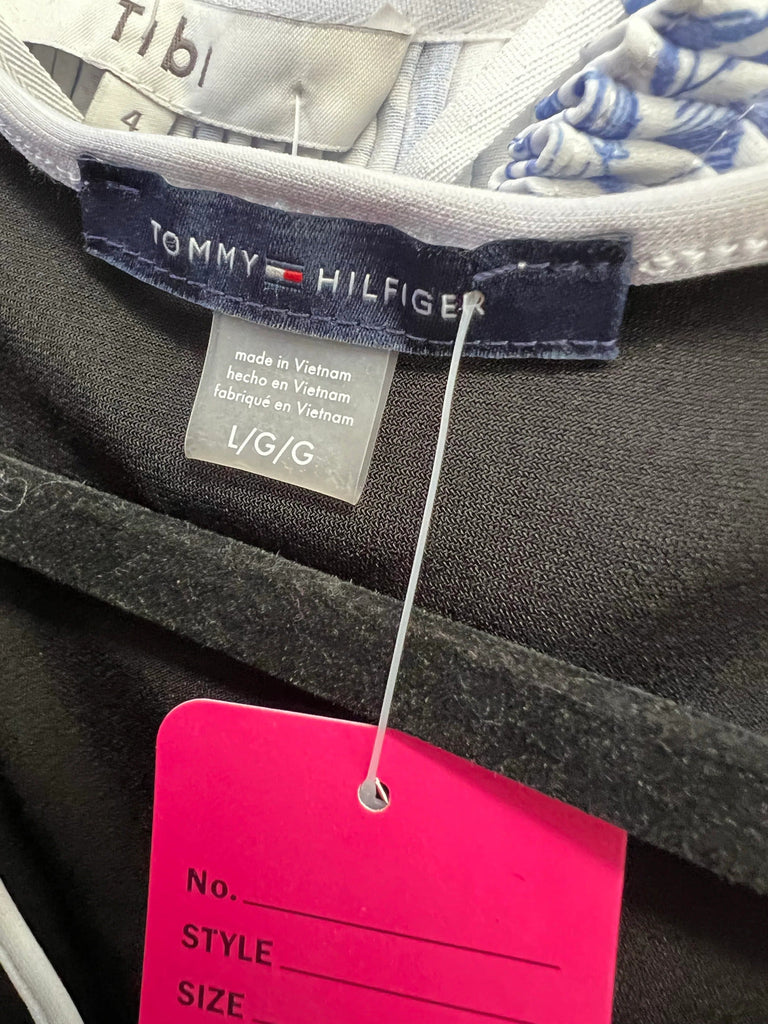 Tibi
4
TOMMY HILFIGER
made in Vietnam
hecho en Vietnam
fabriqué en Vietnam
L/G/G
No.
STYLE
SIZE